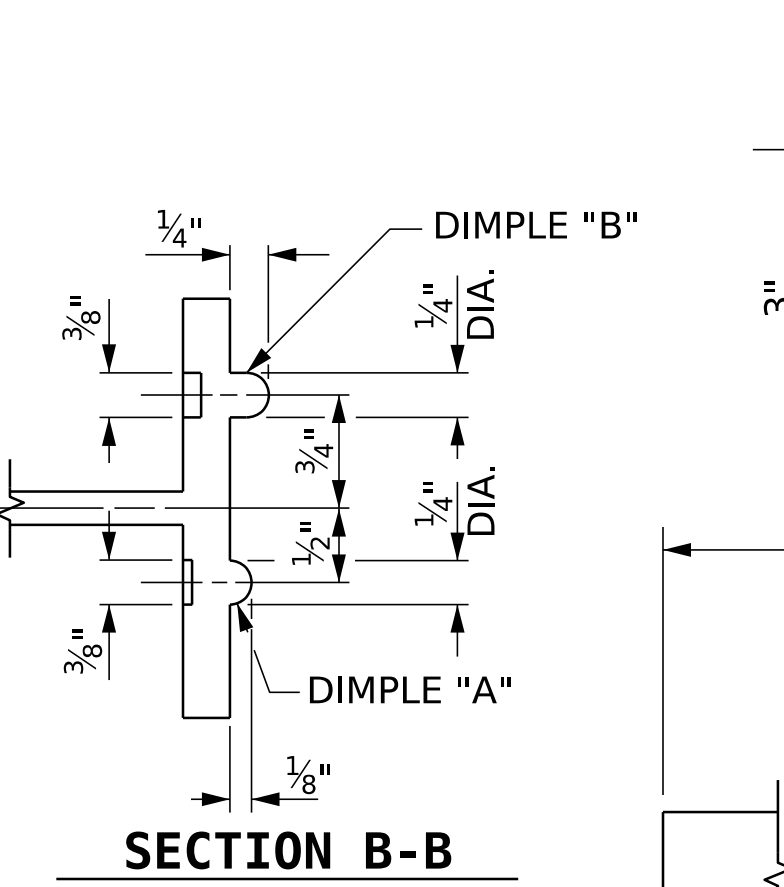 1/4"
DIMPLE "B"
3/8"
1/4" DIA.
3"
3/4"
1/4" DIA.
1/2"
3/8"
DIMPLE "A"
1/8"
SECTION B-B